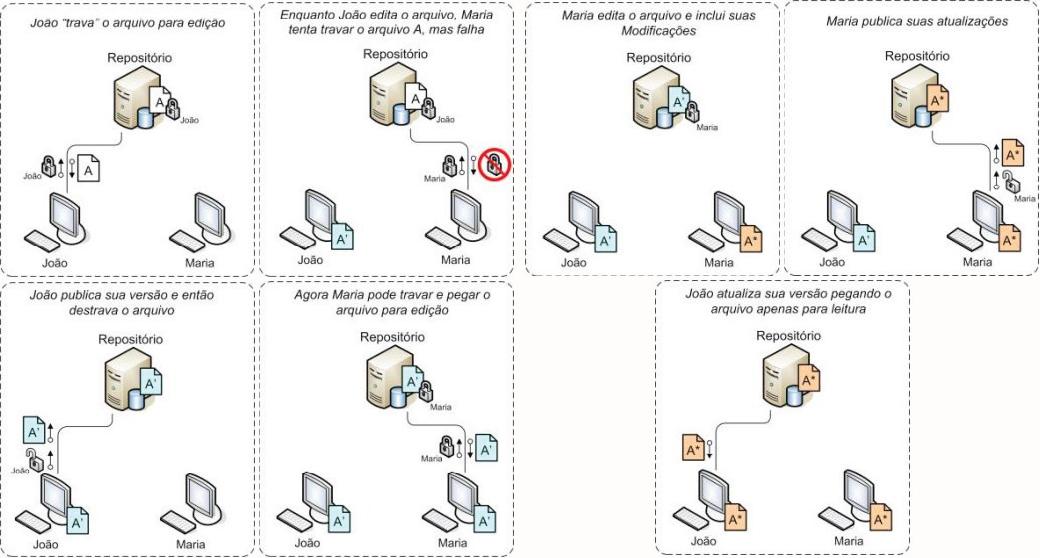 João "trava" o arquivo para edição
Repositório
A
João
João
A
João
Maria
Enquanto João edita o arquivo, Maria
tenta travar o arquivo A, mas falha
Repositório
A
João
Maria
A'
João
Maria
Maria edita o arquivo e inclui suas
Modificações
Repositório
A'
Maria
A'
A*
João
Maria
Maria publica suas atualizações
Repositório
A*
A*
Maria
A'
A*
João
Maria
João publica sua versão e então
destrava o arquivo
Repositório
A'
A'
João
A'
João
Maria
Agora Maria pode travar e pegar o
arquivo para edição
Repositório
A'
Maria
Maria
A'
A'
A'
João
Maria
João atualiza sua versão pegando o
arquivo apenas para leitura
Repositório
A*
A*
A*
A*
João
Maria